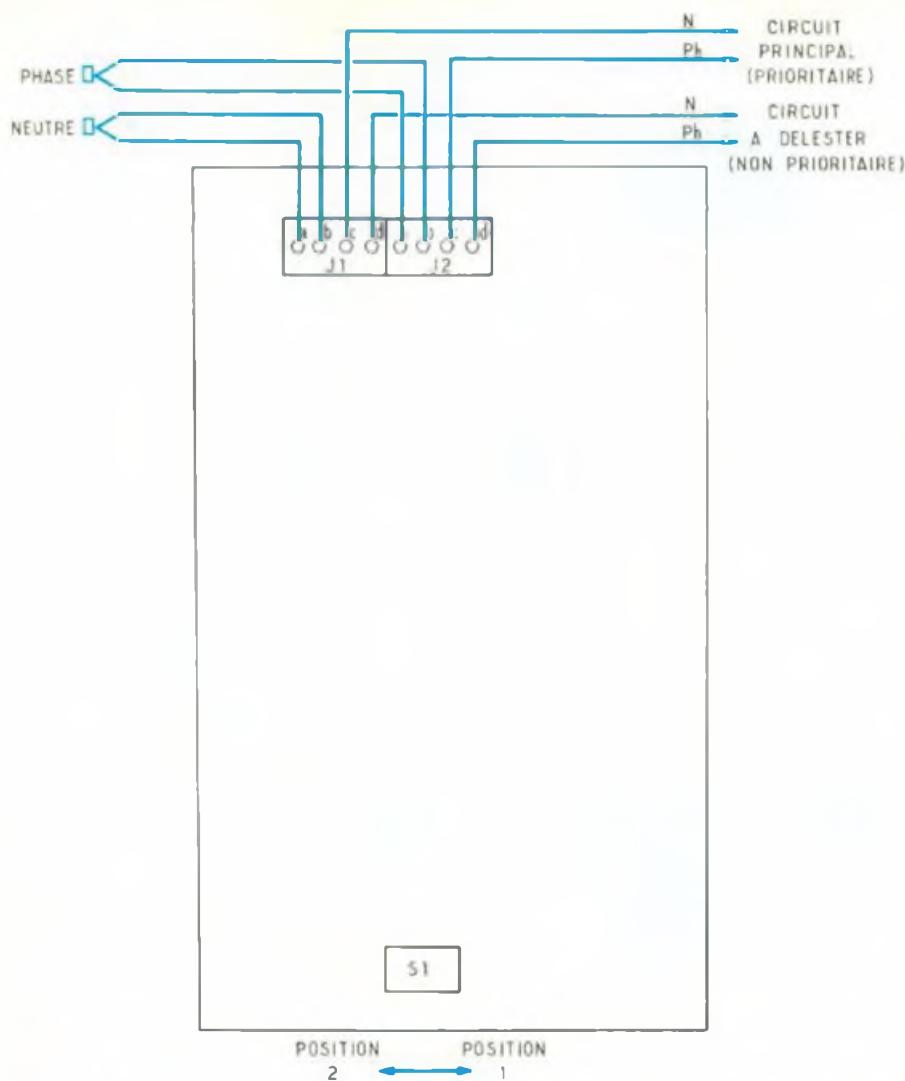 N CIRCUIT
Ph PRINCIPAL
(PRIORITAIRE)
PHASE
NEUTRE
N CIRCUIT
Ph A DELESTER
(NON PRIORITAIRE)
a b c d d
J1 J2
S1
POSITION POSITION
2 1